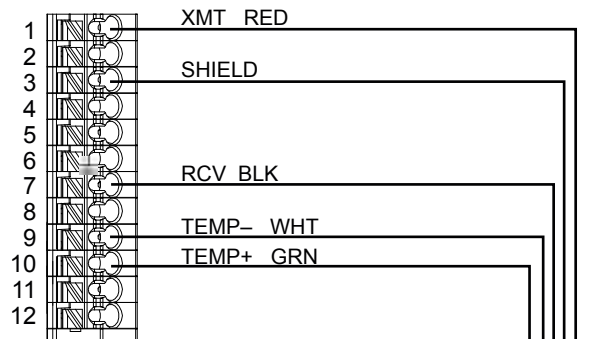 1 XMT RED
2
3 SHIELD
4
5
6
7 RCV BLK
8
9 TEMP– WHT
10 TEMP+ GRN
11
12